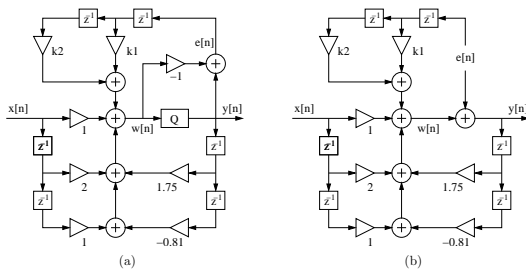 z⁻¹ z⁻¹
k2 k1 e[n]
−1
x[n] y[n]
1 w[n] Q
z⁻¹ z⁻¹
2 1.75
z⁻¹ z⁻¹
1 −0.81
(a)
z⁻¹ z⁻¹
k2 k1 e[n]
x[n] y[n]
1 w[n]
z⁻¹ z⁻¹
2 1.75
z⁻¹ z⁻¹
1 −0.81
(b)